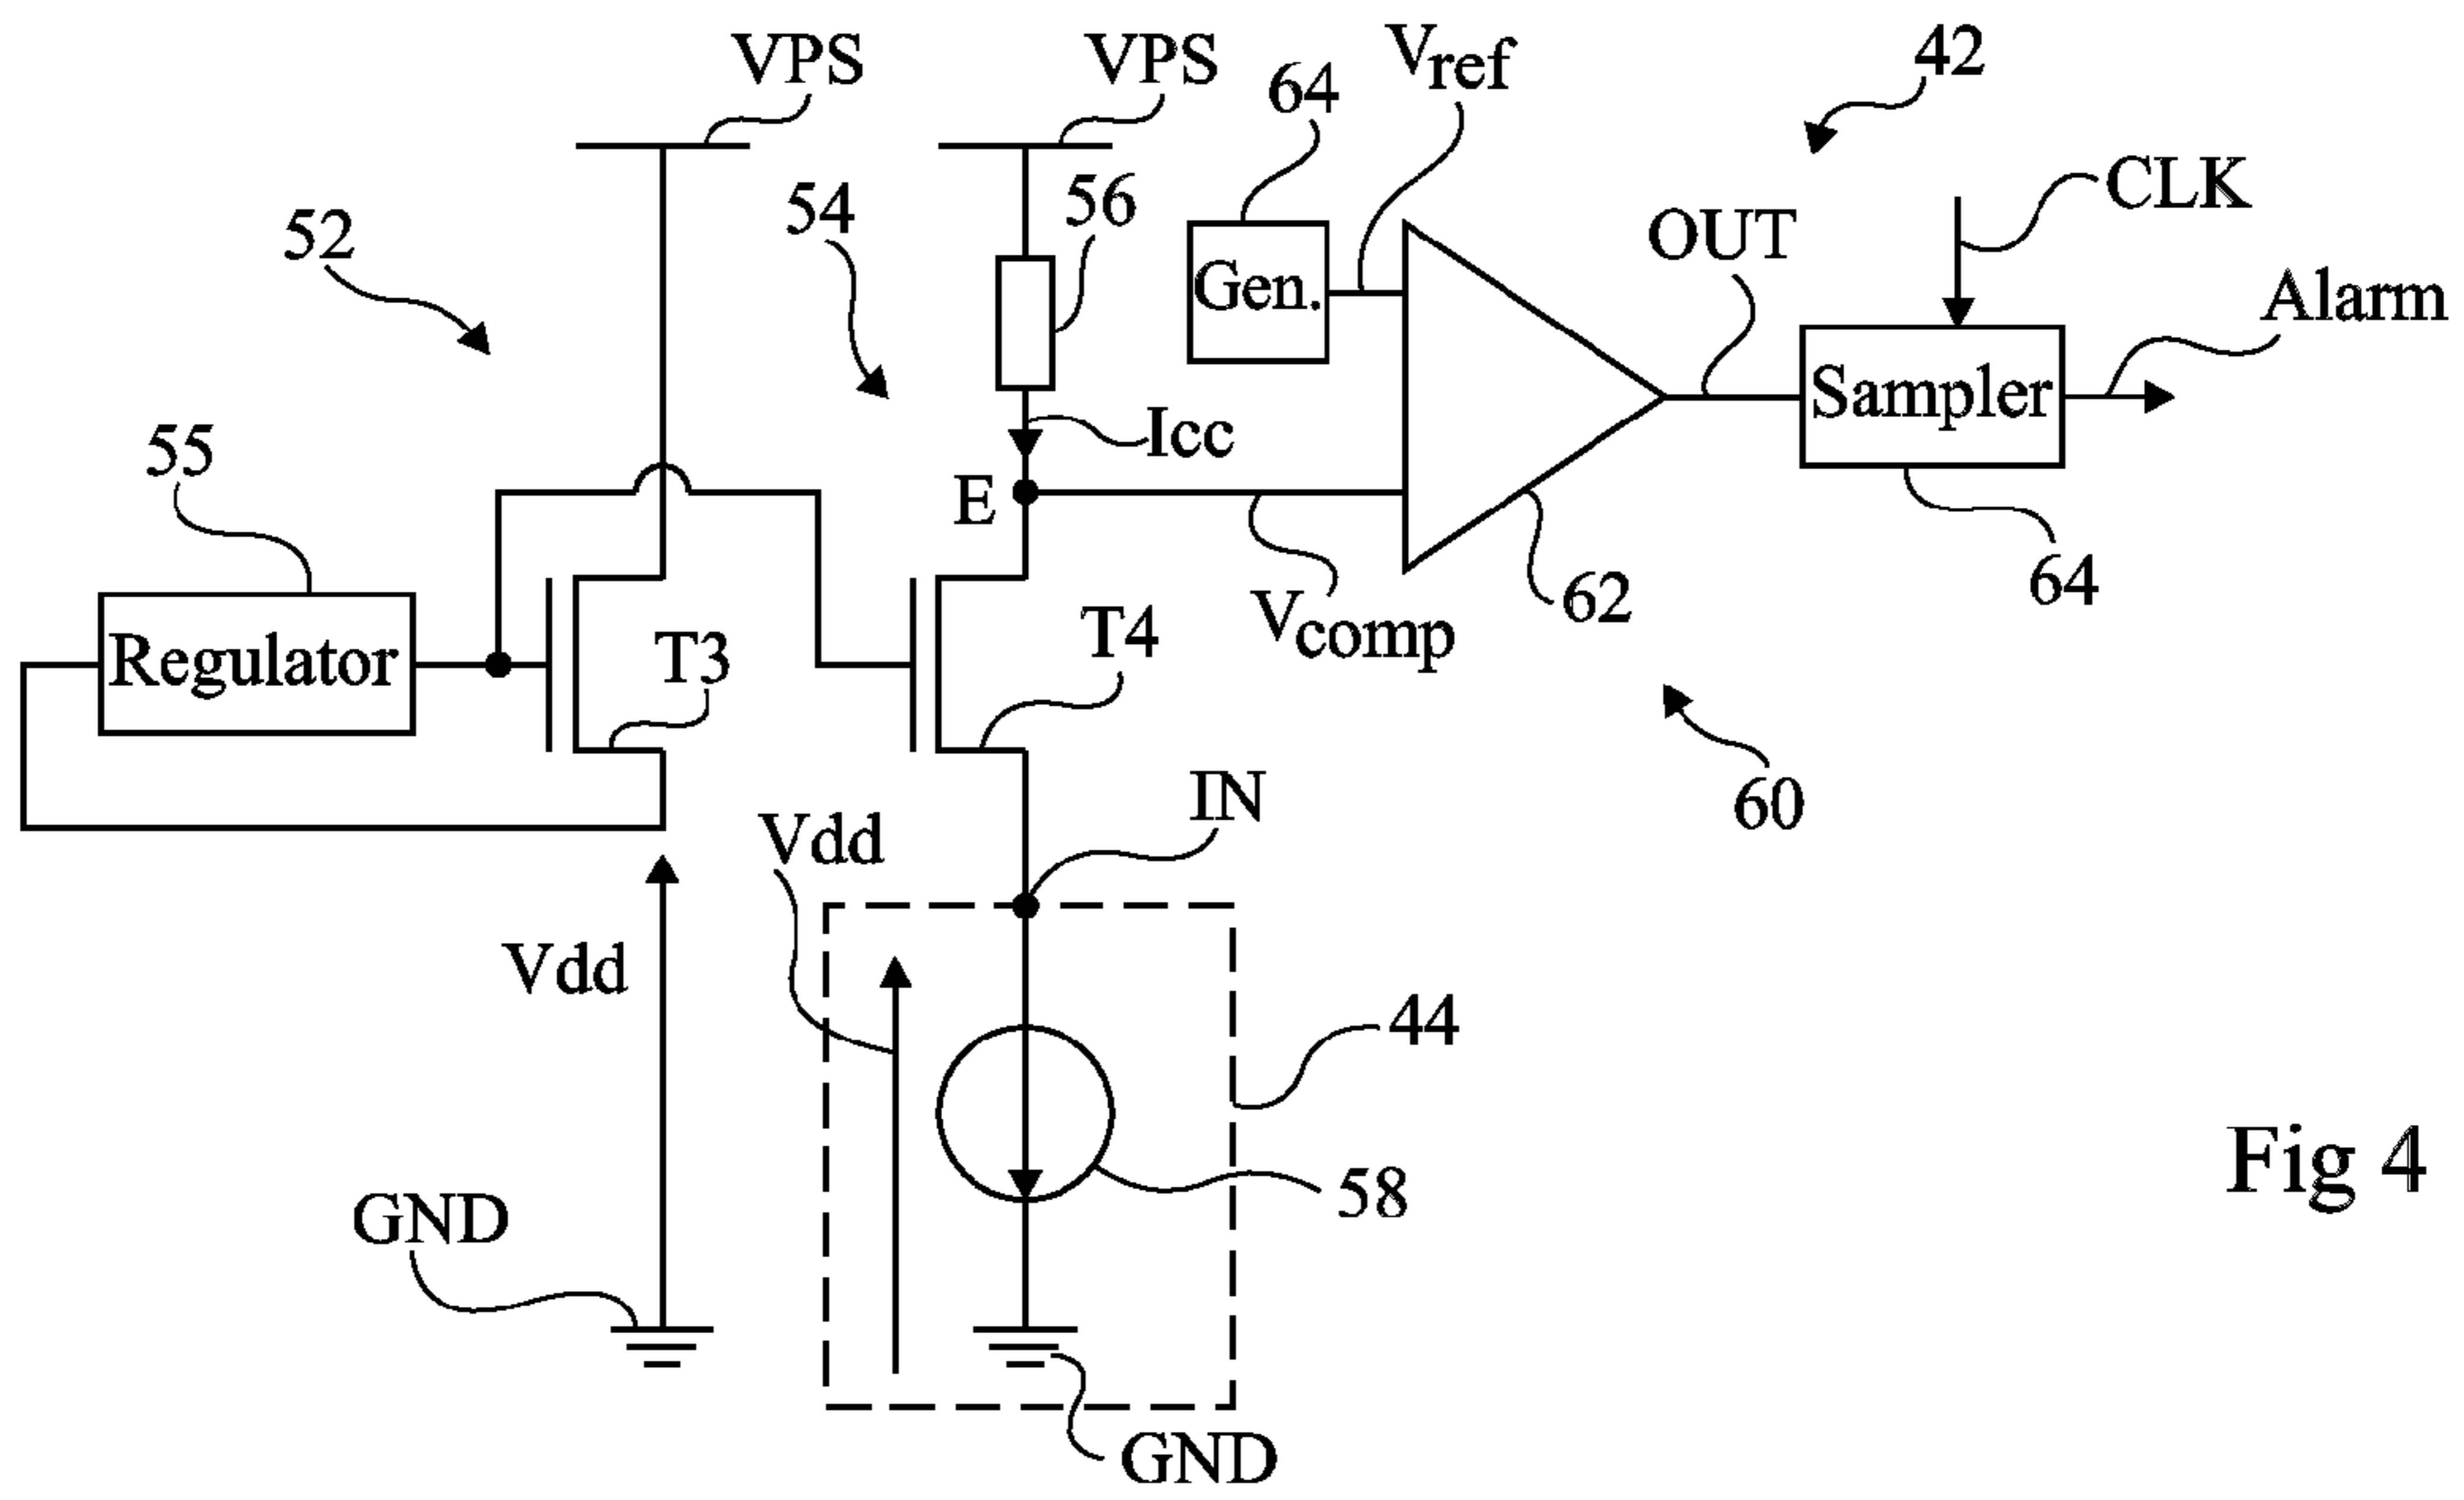 VPS
VPS
Vref
42
64
CLK
56
54
52
OUT
Gen.
Alarm
Sampler
Icc
55
E
64
62
Vcomp
T4
T3
Regulator
IN
60
Vdd
Vdd
44
58
Fig 4
GND
GND